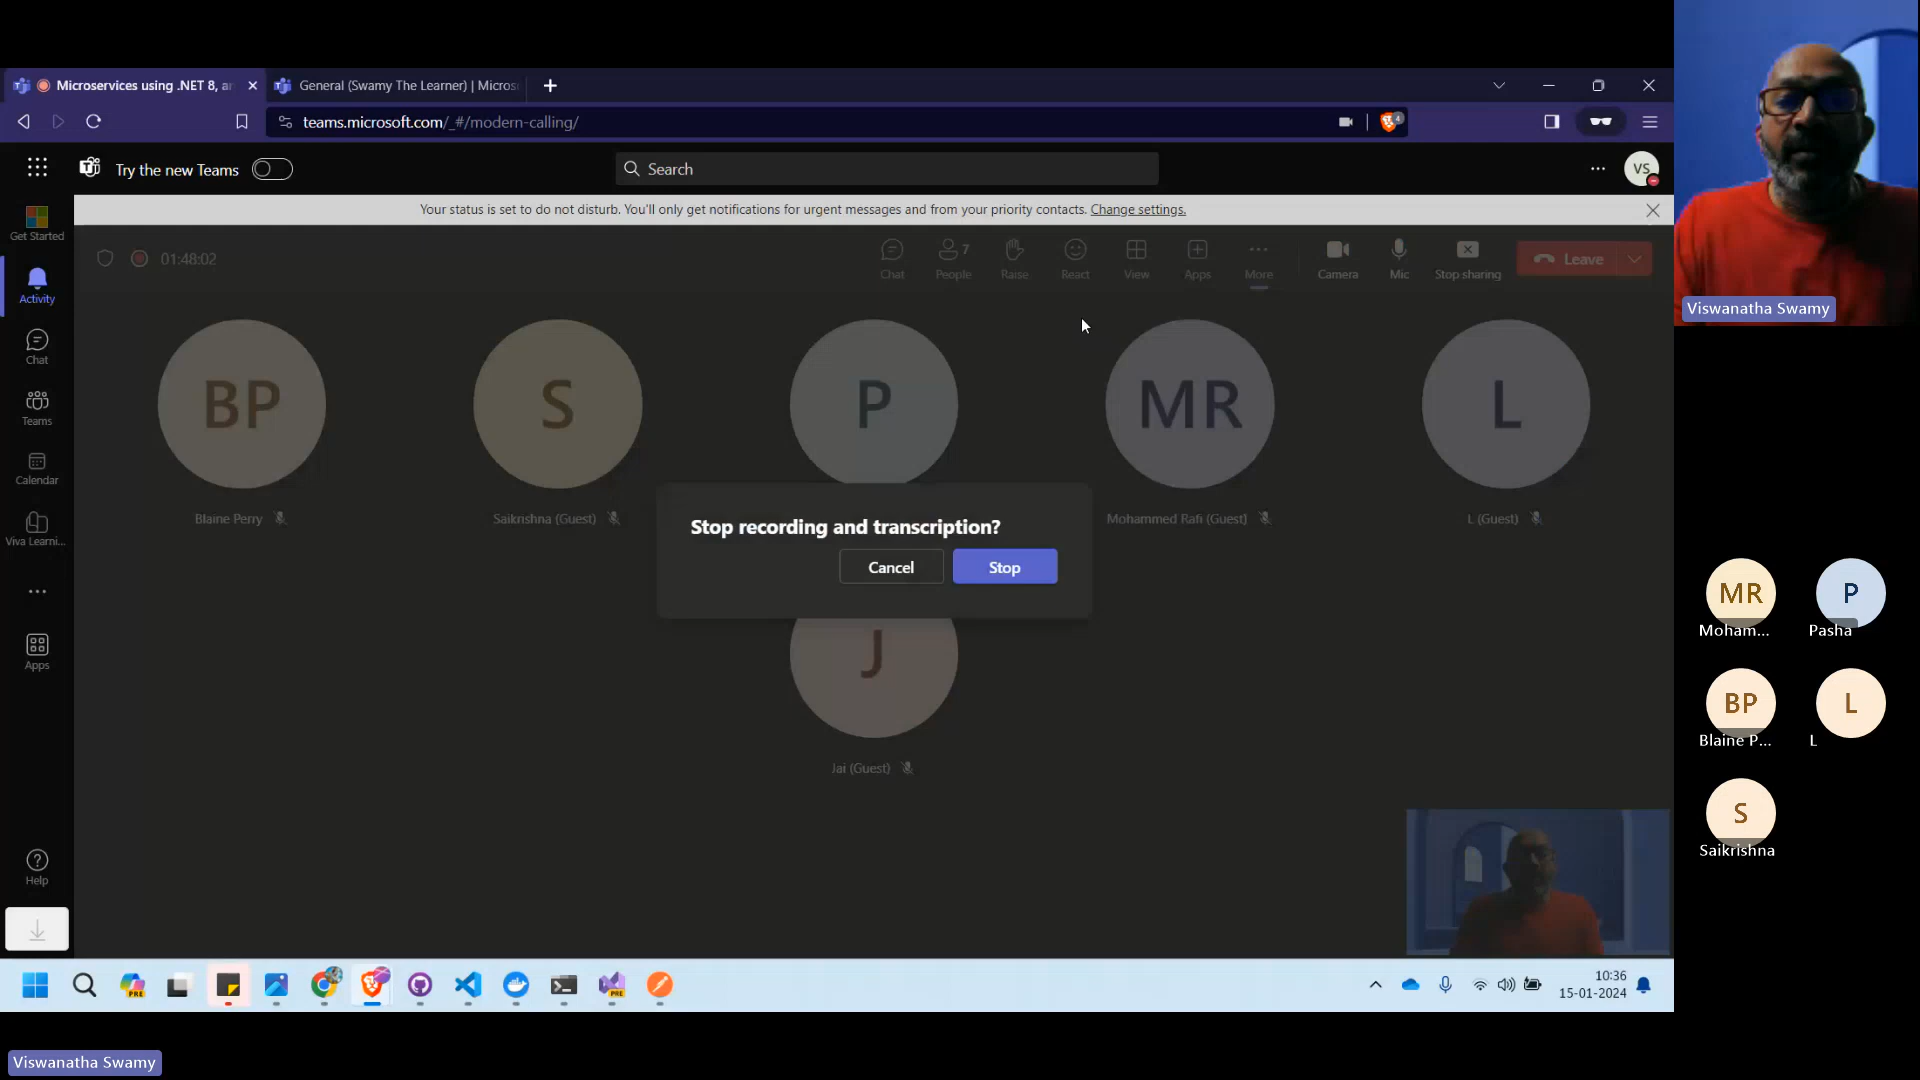 Microservices using .NET 8, an
General (Swamy The Learner) | Micros
teams.microsoft.com/_#/modern-calling/
4
Try the new Teams
Search
VS
Your status is set to do not disturb. You'll only get notifications for urgent messages and from your priority contacts. Change settings.
Get Started
Activity
Chat
Teams
Calendar
Viva Learni...
Apps
Help
01:48:02
7
Chat
People
Raise
React
View
Apps
More
Camera
Mic
Stop sharing
Leave
BP
S
P
MR
L
Blaine Perry
Saikrishna (Guest)
Mohammed Rafi (Guest)
L (Guest)
Stop recording and transcription?
Cancel
Stop
J
Jai (Guest)
Viswanatha Swamy
MR
Moham...
P
Pasha
BP
Blaine P...
L
L
S
Saikrishna
PRE
PRE
10:36
15-01-2024
Viswanatha Swamy